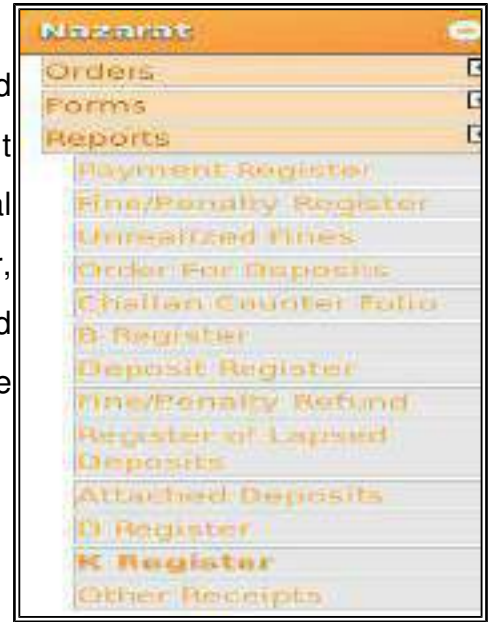 Nazarat
Orders
d
Forms
t
Reports
Payment Register
al
Fine/Penalty Register
Unrealized Fines
r,
Order For Deposits
Challan Counter Folio
d
B Register
e
Deposit Register
Fine/Penalty Refund
Register of Lapsed
Deposits
Attached Deposits
D Register
K Register
Other Receipts